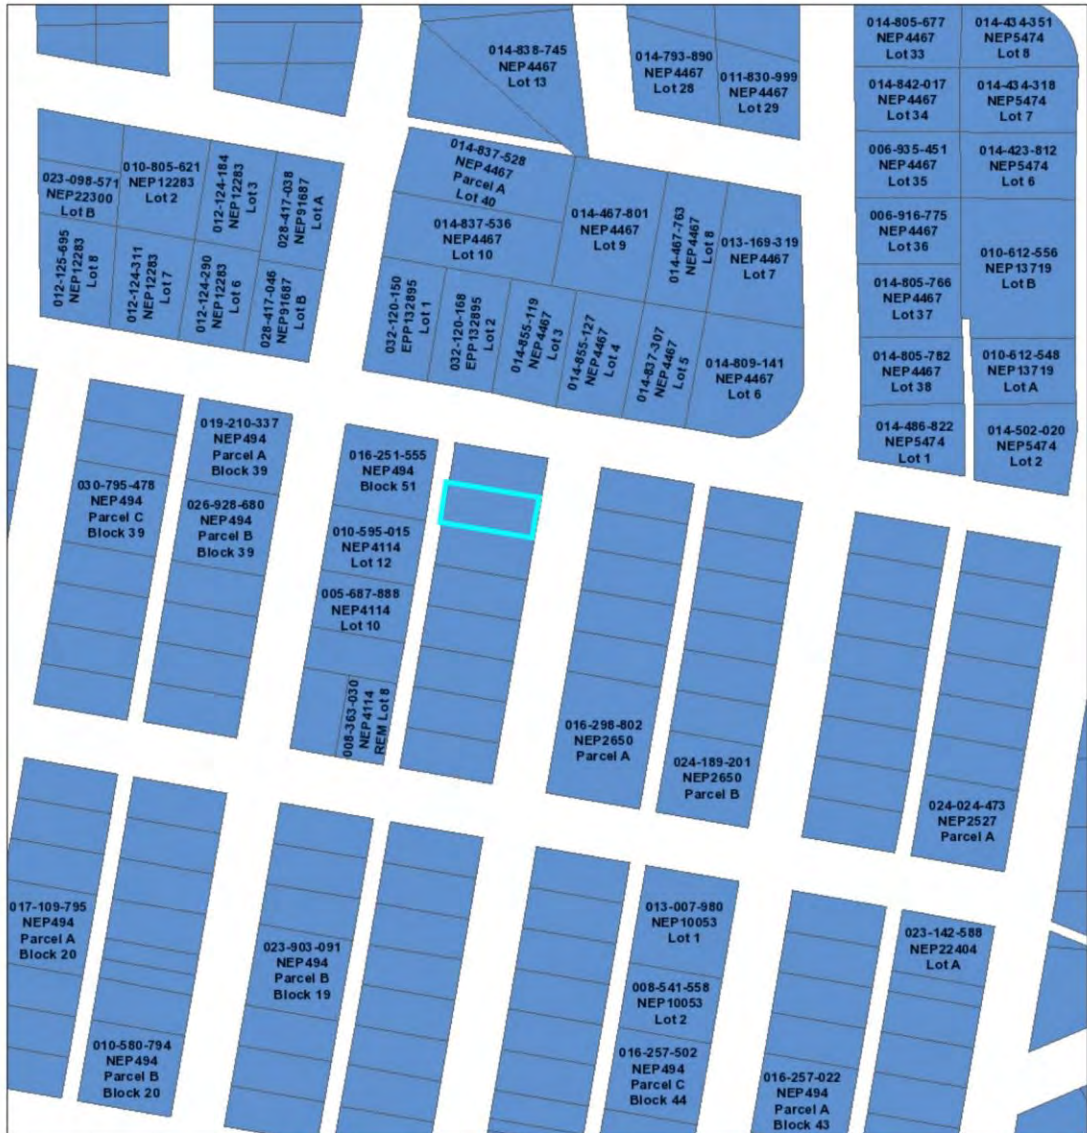 014-838-745
NEP4467
Lot 13
014-793-890
NEP4467
Lot 28
011-830-999
NEP4467
Lot 29
014-805-677
NEP4467
Lot 33
014-434-351
NEP5474
Lot 8
014-842-017
NEP4467
Lot 34
014-434-318
NEP5474
Lot 7
006-935-451
NEP4467
Lot 35
014-423-812
NEP5474
Lot 6
006-916-775
NEP4467
Lot 36
010-612-556
NEP13719
Lot B
014-805-766
NEP4467
Lot 37
014-805-782
NEP4467
Lot 38
010-612-548
NEP13719
Lot A
014-486-822
NEP5474
Lot 1
014-502-020
NEP5474
Lot 2
023-098-571
NEP22300
Lot B
010-805-621
NEP12283
Lot 2
012-124-184
NEP12283
Lot 3
028-417-038
NEP91687
Lot A
012-125-695
NEP12283
Lot 8
012-124-311
NEP12283
Lot 7
012-124-290
NEP12283
Lot 6
028-417-046
NEP91687
Lot B
014-837-528
NEP4467
Parcel A
Lot 40
014-837-536
NEP4467
Lot 10
014-467-801
NEP4467
Lot 9
014-467-763
NEP4467
Lot 8
013-169-319
NEP4467
Lot 7
032-120-150
EPP132895
Lot 1
032-120-168
EPP132895
Lot 2
014-855-119
NEP4467
Lot 3
014-855-127
NEP4467
Lot 4
014-837-307
NEP4467
Lot 5
014-809-141
NEP4467
Lot 6
019-210-337
NEP494
Parcel A
Block 39
030-795-478
NEP494
Parcel C
Block 39
026-928-680
NEP494
Parcel B
Block 39
016-251-555
NEP494
Block 51
010-595-015
NEP4114
Lot 12
005-687-888
NEP4114
Lot 10
008-363-030
NEP4114
REM Lot 8
016-298-802
NEP2650
Parcel A
024-189-201
NEP2650
Parcel B
024-024-473
NEP2527
Parcel A
017-109-795
NEP494
Parcel A
Block 20
010-580-794
NEP494
Parcel B
Block 20
023-903-091
NEP494
Parcel B
Block 19
013-007-980
NEP10053
Lot 1
008-541-558
NEP10053
Lot 2
016-257-502
NEP494
Parcel C
Block 44
023-142-588
NEP22404
Lot A
016-257-022
NEP494
Parcel A
Block 43